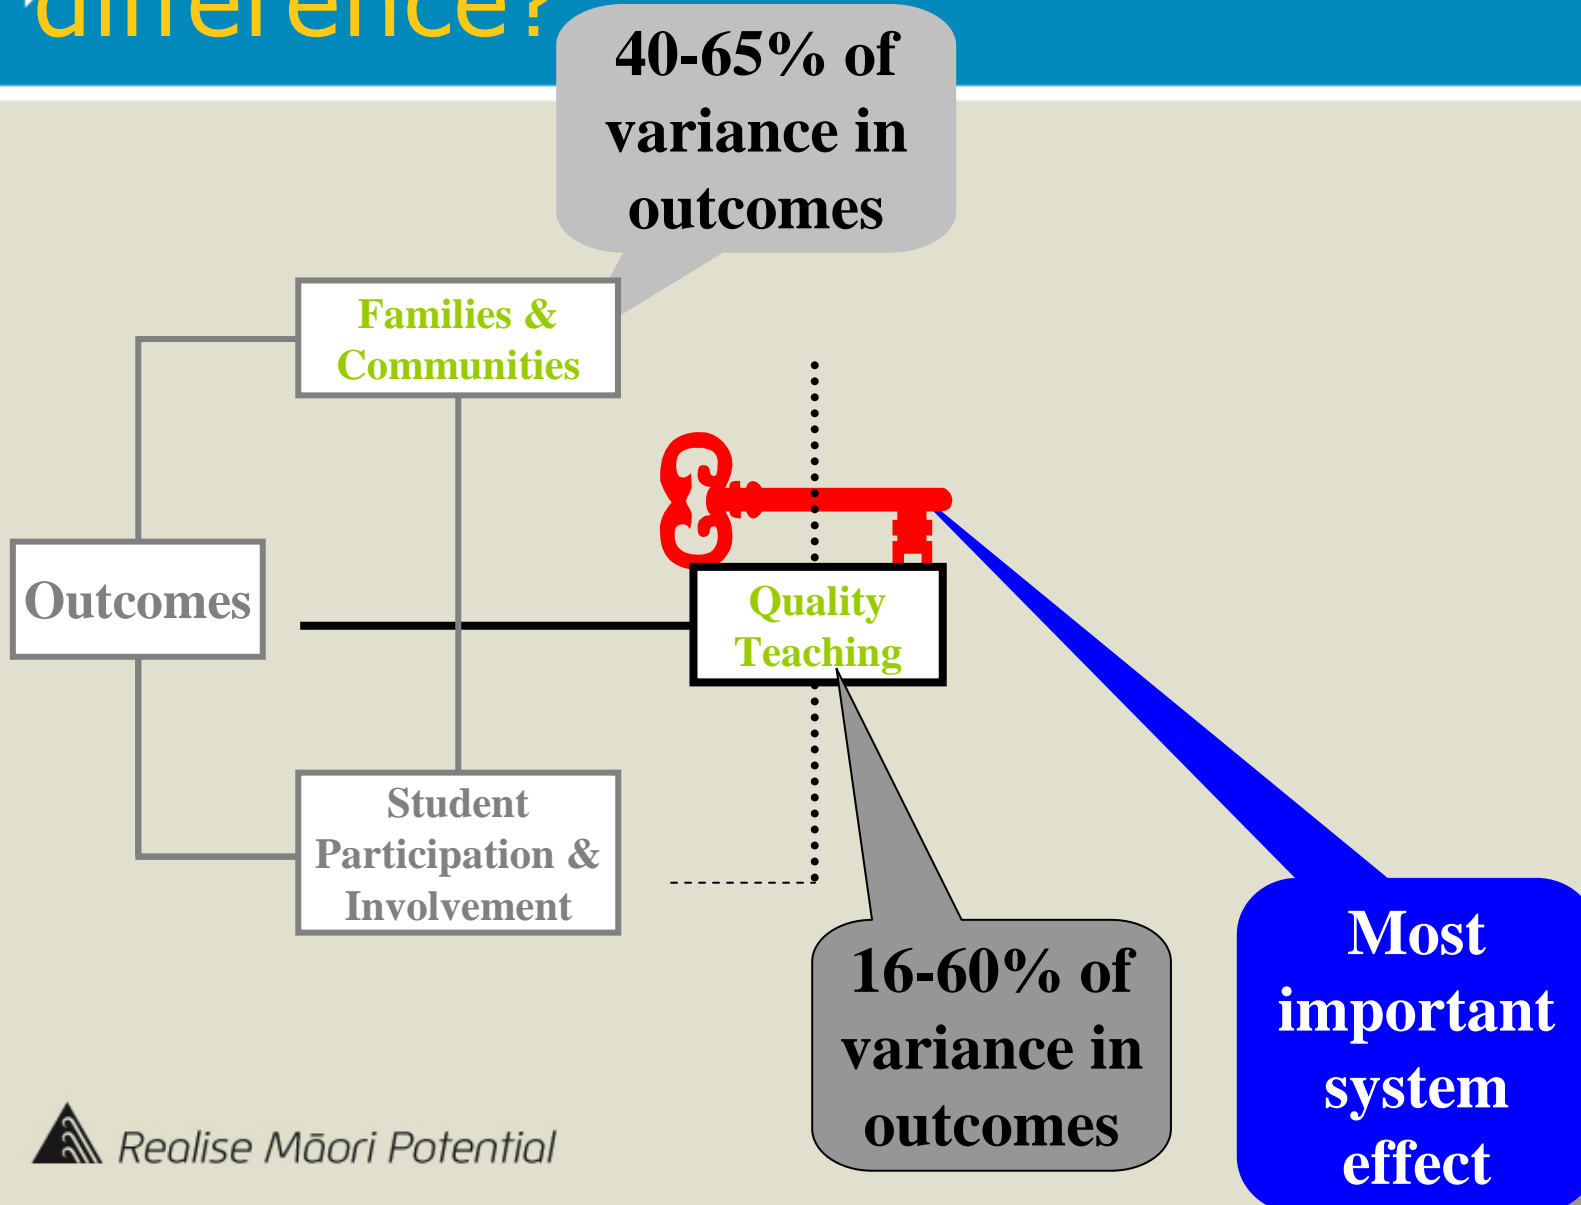 difference?
40-65% of
variance in
outcomes
Families &
Communities
Outcomes
Quality
Teaching
Student
Participation &
Involvement
16-60% of
variance in
outcomes
Most
important
system
effect
Realise Māori Potential